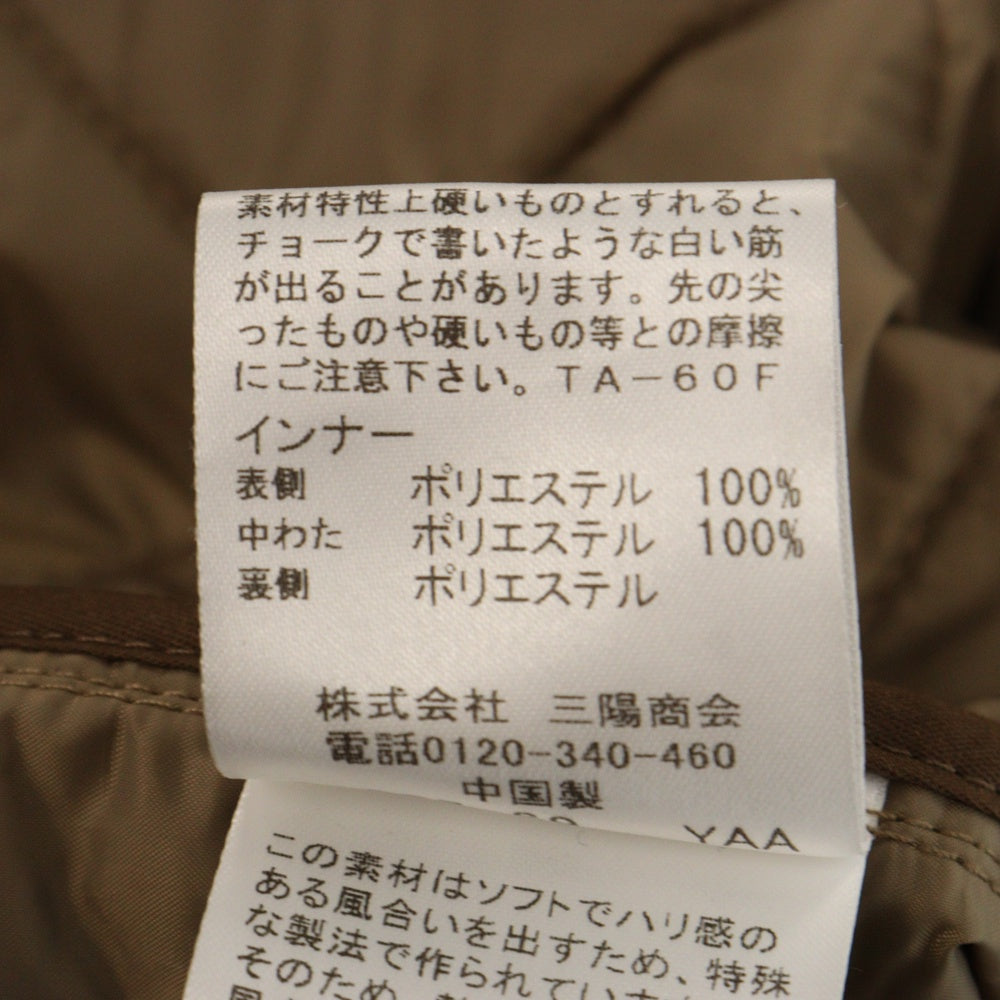 素材特性上硬いものとすれると、
チョークで書いたような白い筋
が出ることがあります。先の尖
ったものや硬いもの等との摩擦
にご注意下さい。TA-60F
インナー
表側 ポリエステル 100%
中わた ポリエステル 100%
裏側 ポリエステル
株式会社 三陽商会
電話0120-340-460
中国製
YAA
この素材はソフトでハリ感の
ある風合いを出すため、特殊
な製法で作られています
そのため、